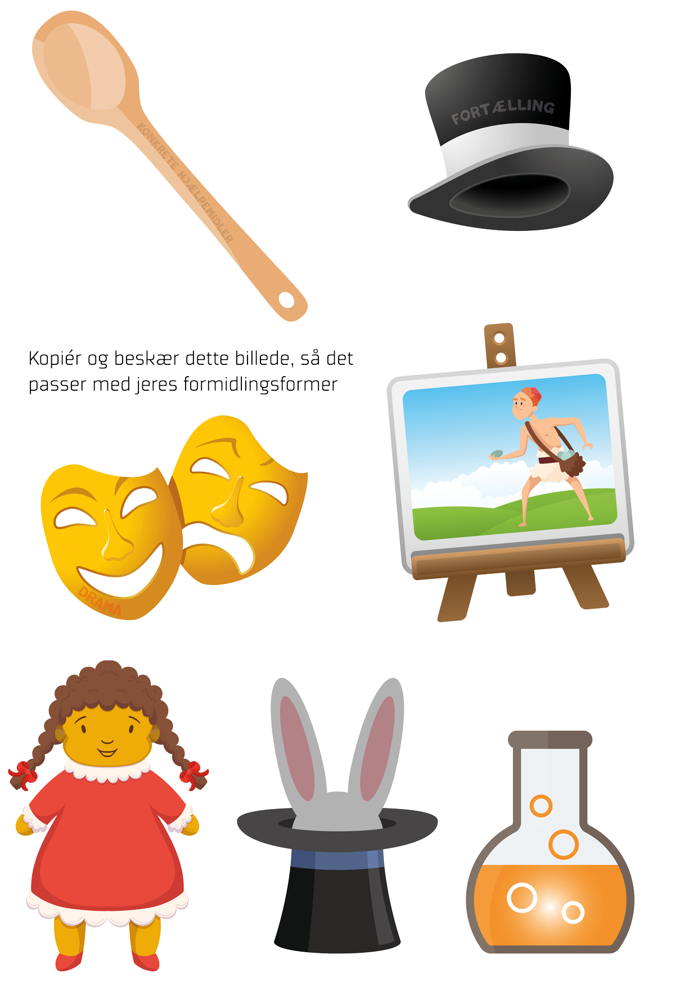 KONKRETE HJÆLPEMIDLER
FORTÆLLING
Kopiér og beskær dette billede, så det
passer med jeres formidlingsformer
DRAMA